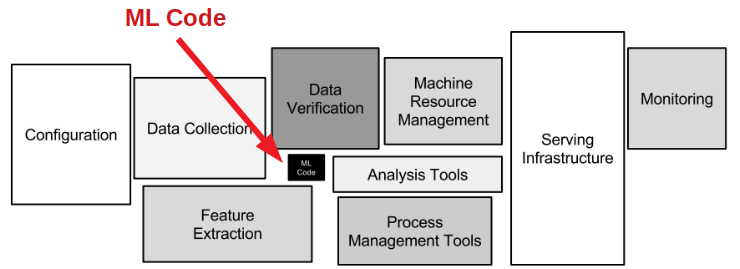 ML Code
Configuration
Data Collection
Data
Verification
Machine
Resource
Management
Serving
Infrastructure
Monitoring
ML
Code
Analysis Tools
Feature
Extraction
Process
Management Tools